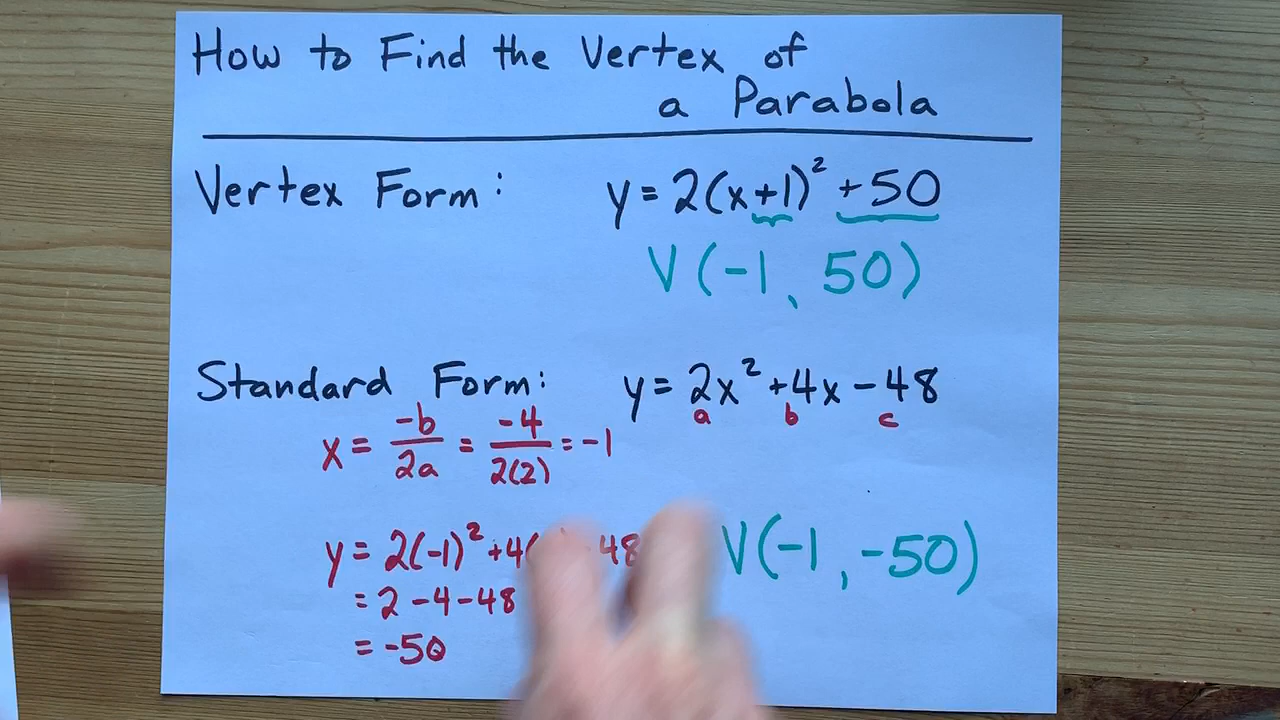 How to Find the Vertex of
a Parabola
Vertex Form: y = 2(x+1)² +50
V(-1, 50)
Standard Form: y = 2x² +4x -48
a b c
x = -b/2a = -4/2(2) = -1
y = 2(-1)² +4( 48
V(-1, -50)
= 2 -4 -48
= -50